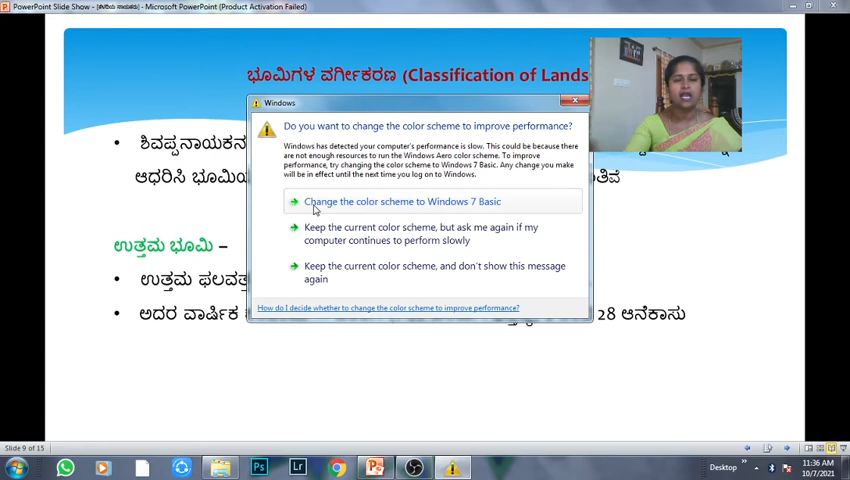 PowerPoint Slide Show - [ಕೆಳದಿಯ ನಾಯಕರು] - Microsoft PowerPoint (Product Activation Failed)
ಭೂಮಿಗಳ ವರ್ಗೀಕರಣ (Classification of Lands
Windows
Do you want to change the color scheme to improve performance?
Windows has detected your computer's performance is slow. This could be because there
are not enough resources to run the Windows Aero color scheme. To improve
performance, try changing the color scheme to Windows 7 Basic. Any change you make
will be in effect until the next time you log on to Windows.
Change the color scheme to Windows 7 Basic
Keep the current color scheme, but ask me again if my
computer continues to perform slowly
Keep the current color scheme, and don't show this message
again
How do I decide whether to change the color scheme to improve performance?
• ಶಿವಪ್ಪನಾಯಕನ
ಆಧರಿಸಿ
ಉತ್ತಮ ಭೂಮಿ –
• ಉತ್ತಮ
• ಅದರ ವಾರ್ಷಿಕ 28 ಆನೆಕಾಸು
Slide 9 of 15
Ps
Lr
Desktop
11:36 AM
10/7/2021